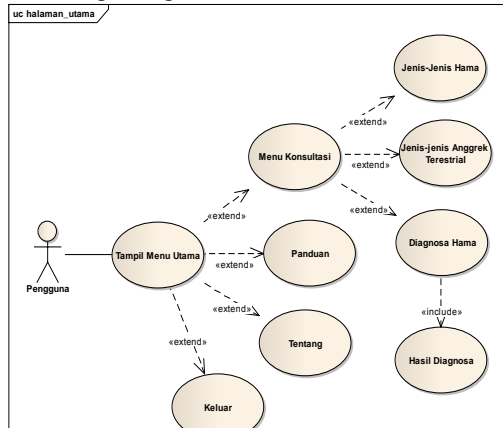 uc halaman_utama
Jenis-Jenis Hama
«extend»
Menu Konsultasi
«extend»
Jenis-jenis Anggrek
Terestrial
«extend»
«extend»
Pengguna
Tampil Menu Utama
«extend»
Panduan
Diagnosa Hama
«extend»
«include»
«extend»
Tentang
Hasil Diagnosa
Keluar